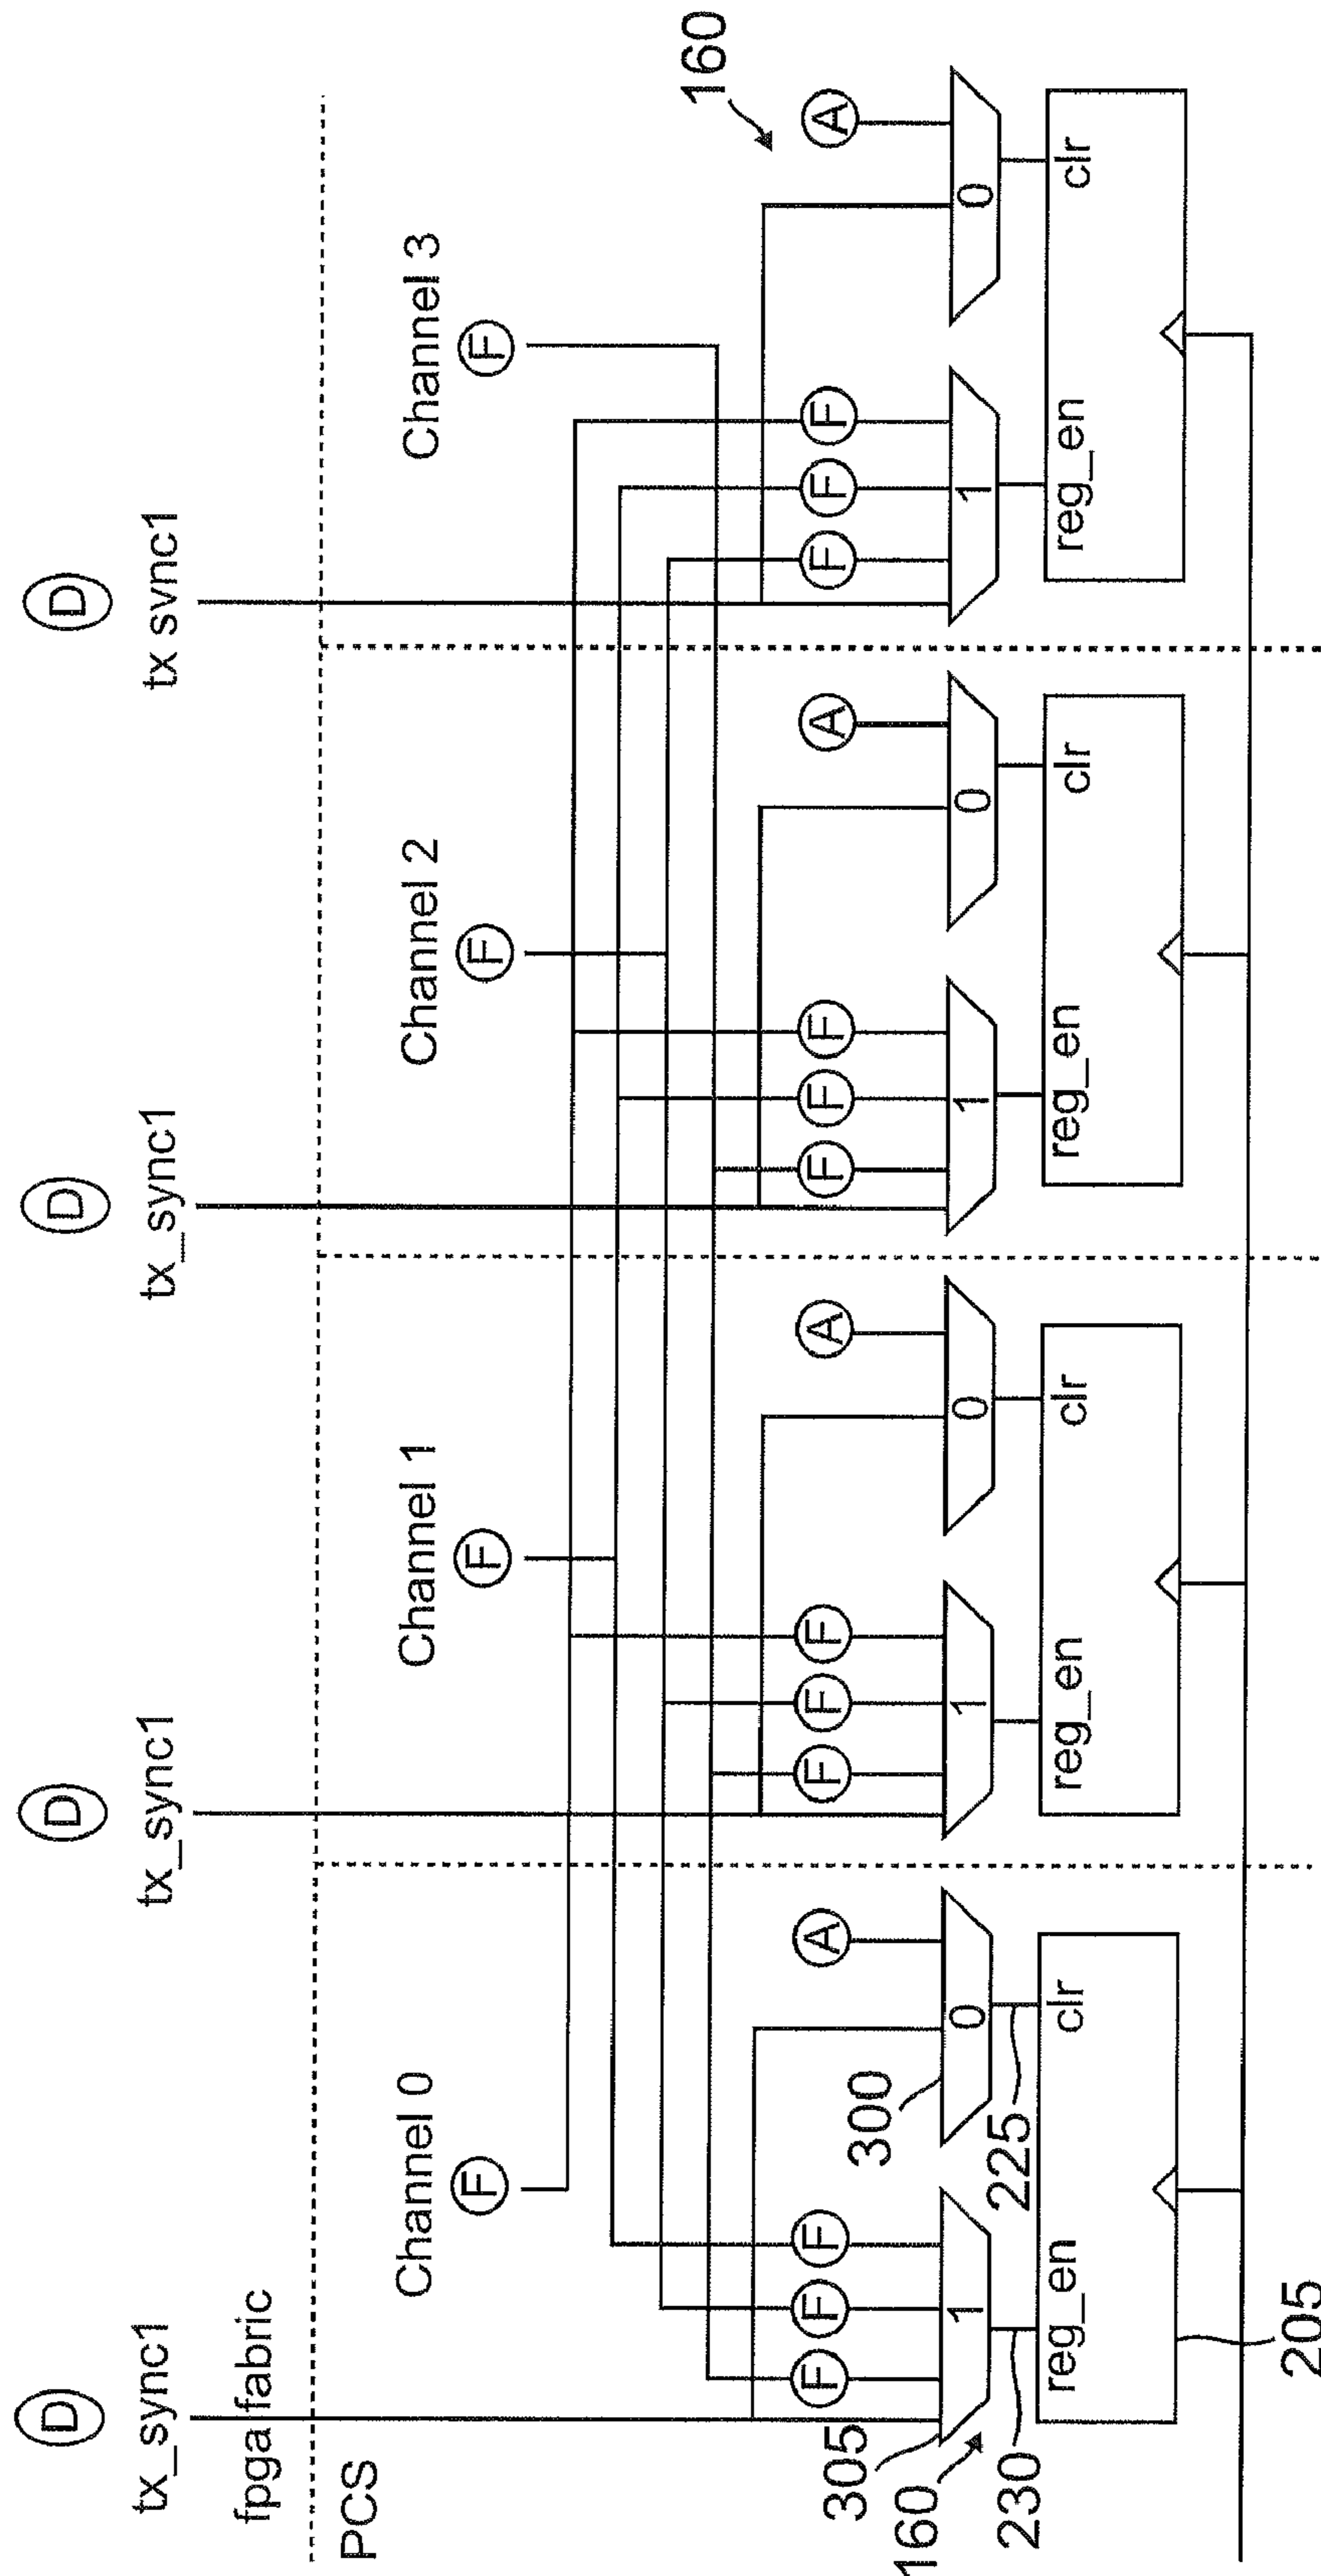 D D D D
tx_sync1 tx_sync1 tx_sync1 tx svnc1
fpga fabric
PCS
Channel 0 Channel 1 Channel 2 Channel 3
F F F F
160
F F F A F F F A F F F A F F F A
305 300
1 0 1 0 1 0 1 0
160
230 225
reg_en clr reg_en clr reg_en clr reg_en clr
205